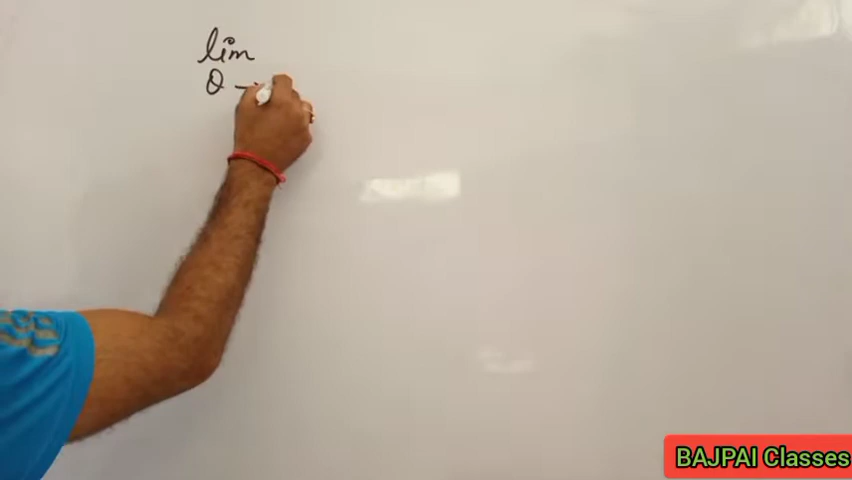 lim
θ →
BAJPAI Classes